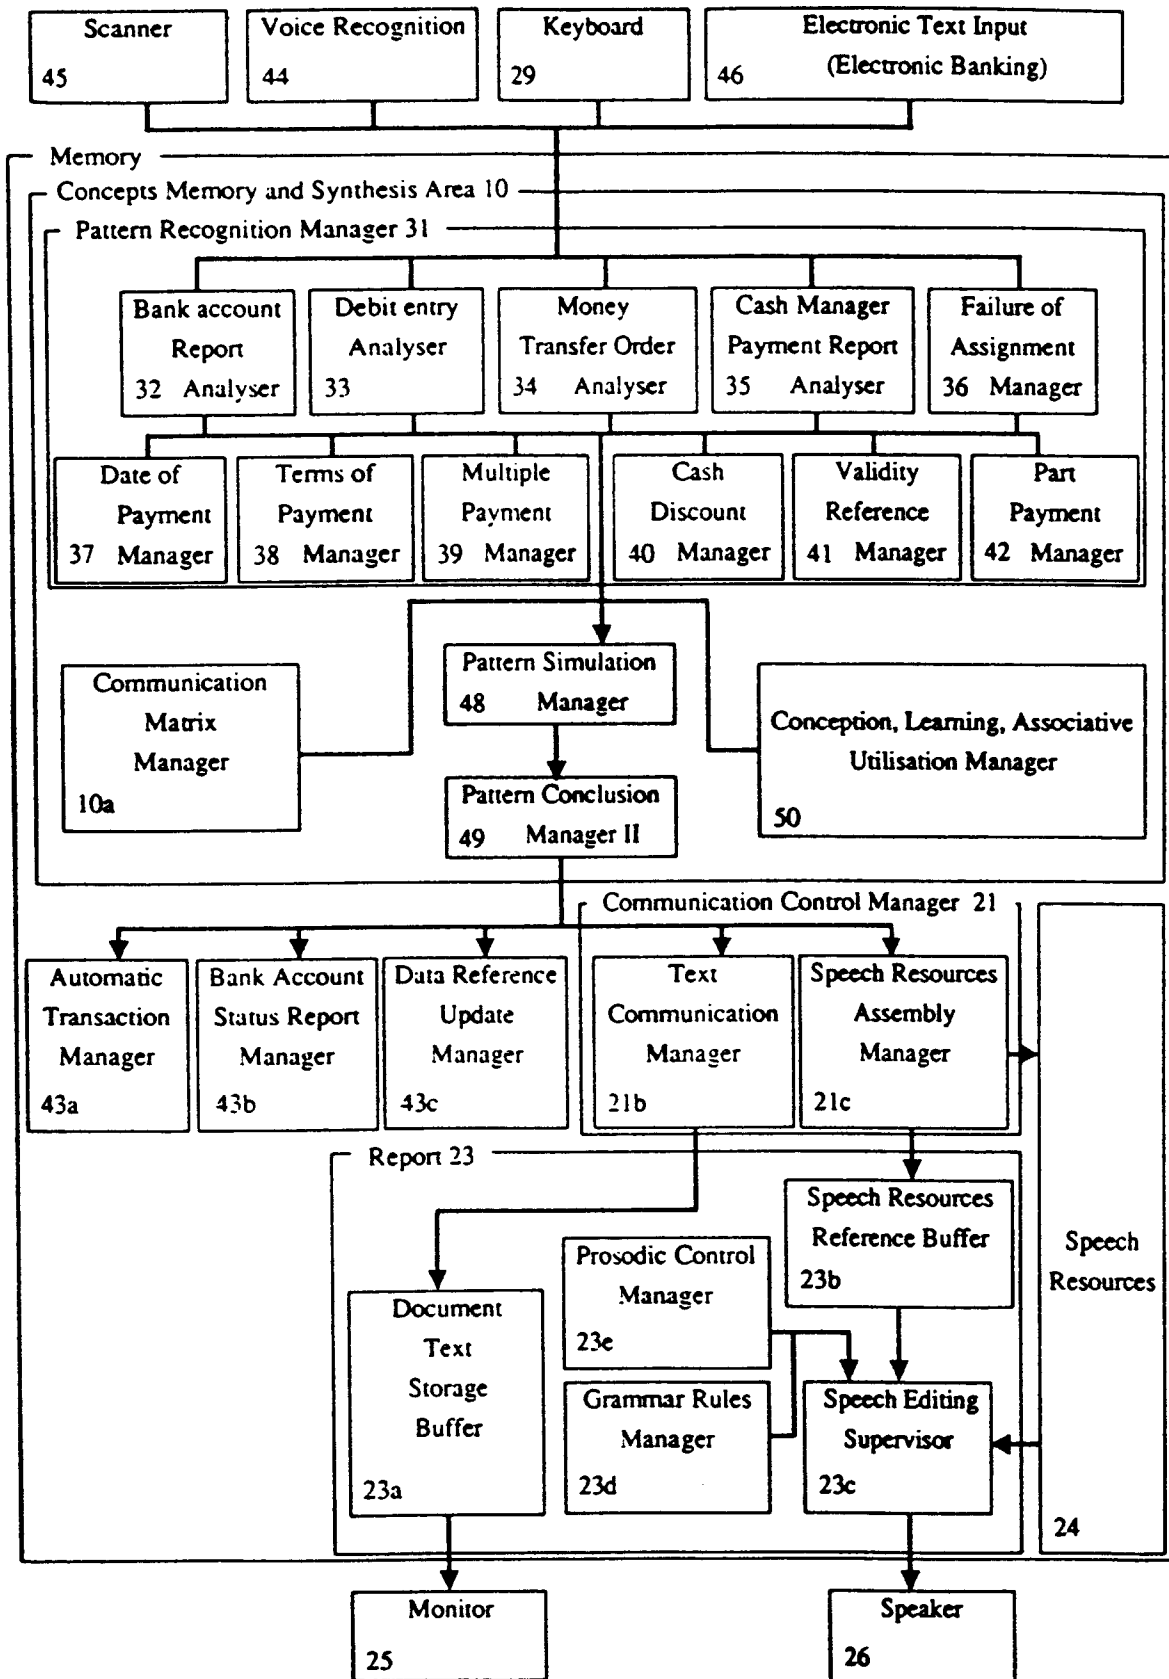 Scanner
45
Voice Recognition
44
Keyboard
29
Electronic Text Input
(Electronic Banking)
46
Memory
Concepts Memory and Synthesis Area 10
Pattern Recognition Manager 31
Bank account
Report
32 Analyser
Debit entry
Analyser
33
Money
Transfer Order
34 Analyser
Cash Manager
Payment Report
35 Analyser
Failure of
Assignment
36 Manager
Date of
Payment
37 Manager
Terms of
Payment
38 Manager
Multiple
Payment
39 Manager
Cash
Discount
40 Manager
Validity
Reference
41 Manager
Part
Payment
42 Manager
Communication
Matrix
Manager
10a
Pattern Simulation
48 Manager
Pattern Conclusion
49 Manager II
Conception, Learning, Associative
Utilisation Manager
50
Communication Control Manager 21
Automatic
Transaction
Manager
43a
Bank Account
Status Report
Manager
43b
Data Reference
Update
Manager
43c
Text
Communication
Manager
21b
Speech Resources
Assembly
Manager
21c
Report 23
Speech Resources
Reference Buffer
23b
Prosodic Control
Manager
23e
Document
Text
Storage
Buffer
23a
Grammar Rules
Manager
23d
Speech Editing
Supervisor
23c
Speech
Resources
24
Monitor
25
Speaker
26